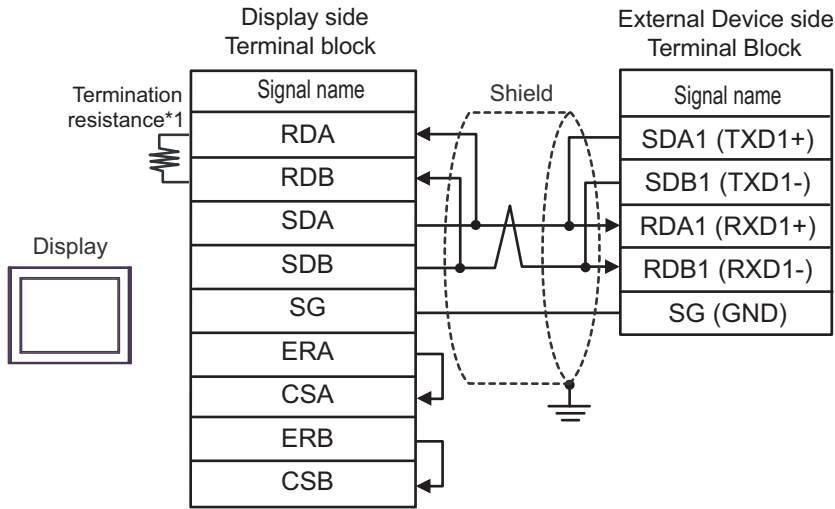 Display side
Terminal block
External Device side
Terminal Block
Termination
resistance*1
Signal name
Shield
Signal name
RDA
SDA1 (TXD1+)
RDB
SDB1 (TXD1-)
SDA
RDA1 (RXD1+)
Display
SDB
RDB1 (RXD1-)
SG
SG (GND)
ERA
CSA
ERB
CSB